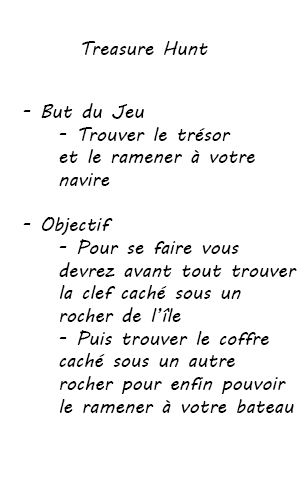 Treasure Hunt
- But du Jeu
- Trouver le trésor
et le ramener à votre
navire
- Objectif
- Pour se faire vous
devrez avant tout trouver
la clef caché sous un
rocher de l'île
- Puis trouver le coffre
caché sous un autre
rocher pour enfin pouvoir
le ramener à votre bateau